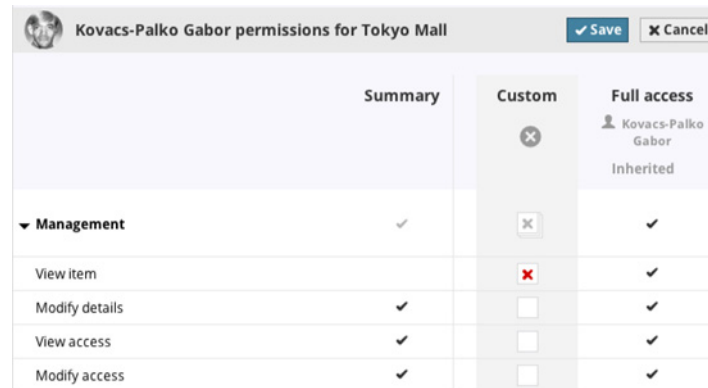 Kovacs-Palko Gabor permissions for Tokyo Mall
Save
Cancel
Summary
Custom
Full access
Kovacs-Palko
Gabor
Inherited
Management
View item
Modify details
View access
Modify access